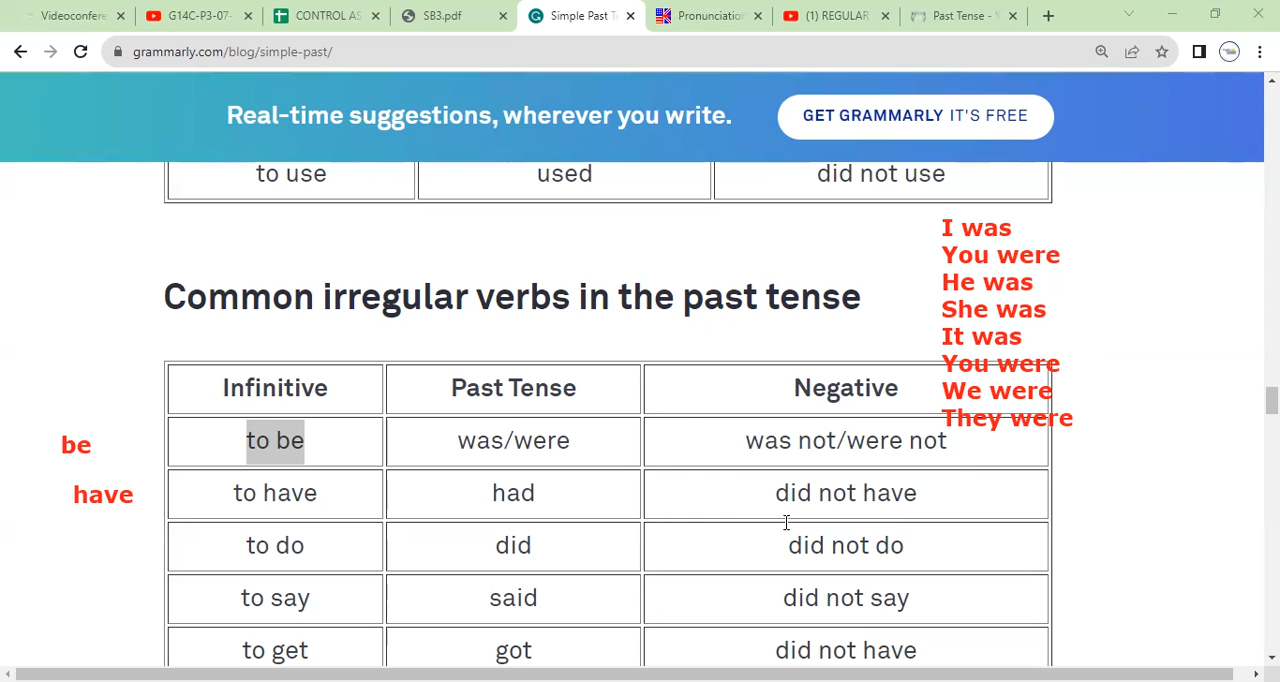 Videoconfere
G14C-P3-07-
CONTROL AS
SB3.pdf
Simple Past T
Pronunciation
(1) REGULAR
Past Tense -
grammarly.com/blog/simple-past/
Real-time suggestions, wherever you write.
GET GRAMMARLY IT'S FREE
to use used did not use
I was
You were
He was
She was
It was
You were
We were
They were
Common irregular verbs in the past tense
Infinitive Past Tense Negative
be
to be was/were was not/were not
have
to have had did not have
to do did did not do
to say said did not say
to get got did not have